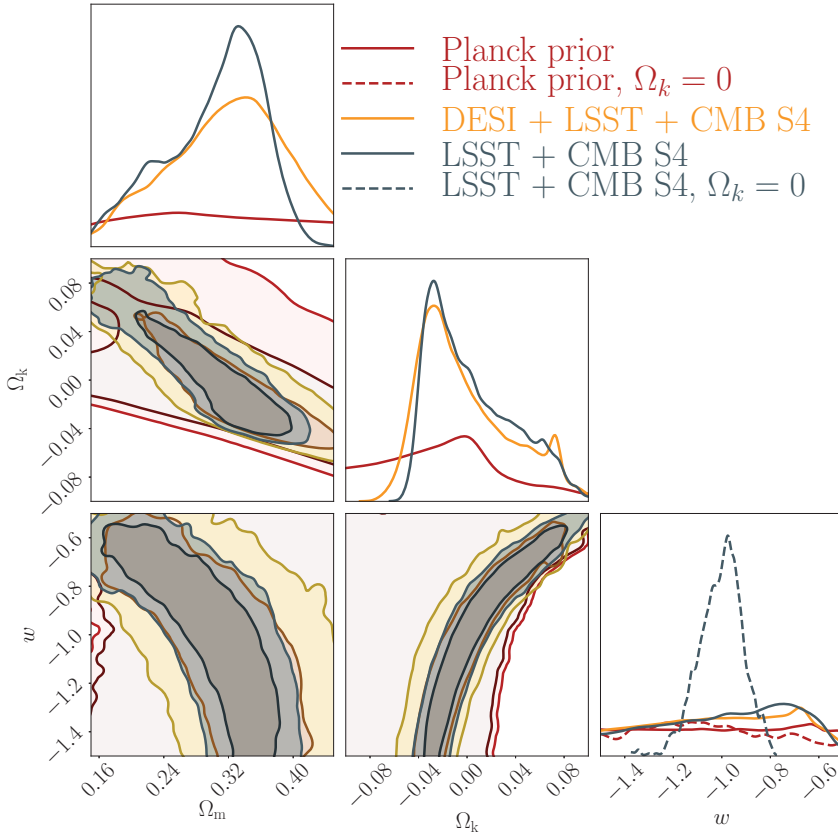 Planck prior
Planck prior, Ωk = 0
DESI + LSST + CMB S4
LSST + CMB S4
LSST + CMB S4, Ωk = 0
0.08
0.04
0.00
−0.04
−0.08
Ωk
−0.6
−0.8
−1.0
−1.2
−1.4
w
0.16
0.24
0.32
0.40
Ωm
−0.08
−0.04
0.00
0.04
0.08
Ωk
−1.4
−1.2
−1.0
−0.8
−0.6
w